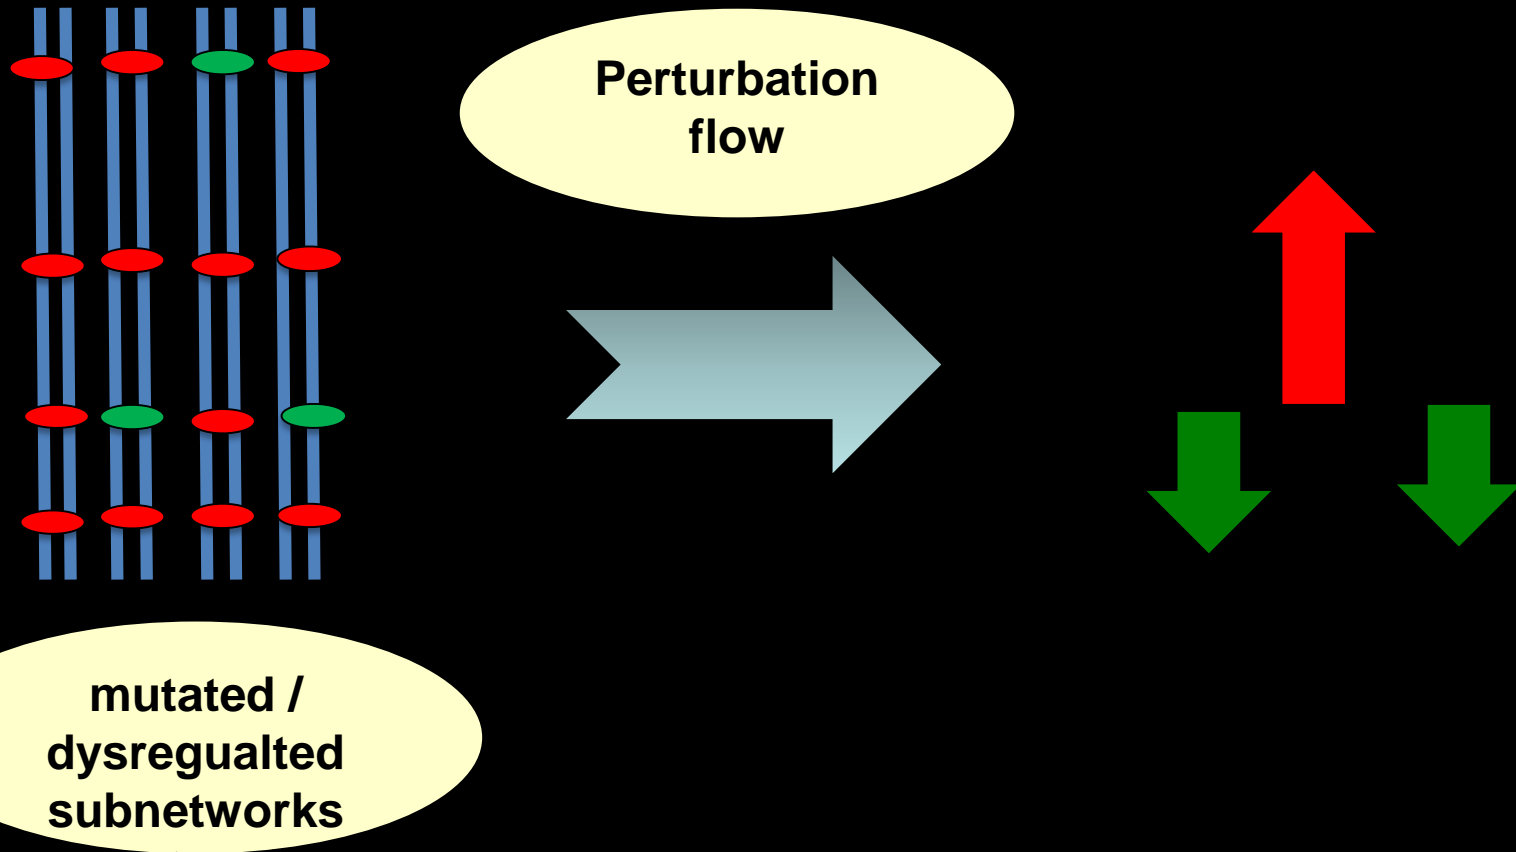 Perturbation
flow
mutated /
dysregualted
subnetworks